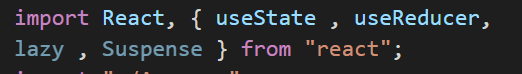 import React, { useState , useReducer,
lazy , Suspense } from "react";